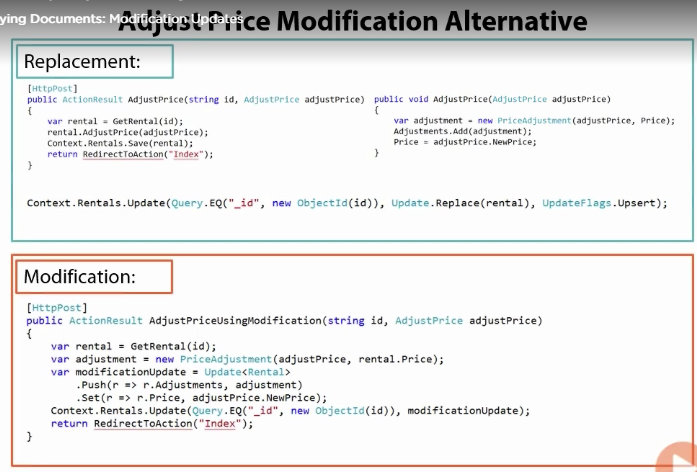 Adjust Price Modification Alternative
ying Documents: Modification Updates
Replacement:
[HttpPost]
public ActionResult AdjustPrice(string id, AdjustPrice adjustPrice)
{
var rental = GetRental(id);
rental.AdjustPrice(adjustPrice);
Context.Rentals.Save(rental);
return RedirectToAction("Index");
}
public void AdjustPrice(AdjustPrice adjustPrice)
{
var adjustment = new PriceAdjustment(adjustPrice, Price);
Adjustments.Add(adjustment);
Price = adjustPrice.NewPrice;
}
Context.Rentals.Update(Query.EQ("_id", new ObjectId(id)), Update.Replace(rental), UpdateFlags.Upsert);
Modification:
[HttpPost]
public ActionResult AdjustPriceUsingModification(string id, AdjustPrice adjustPrice)
{
var rental = GetRental(id);
var adjustment = new PriceAdjustment(adjustPrice, rental.Price);
var modificationUpdate = Update<Rental>
.Push(r => r.Adjustments, adjustment)
.Set(r => r.Price, adjustPrice.NewPrice);
Context.Rentals.Update(Query.EQ("_id", new ObjectId(id)), modificationUpdate);
return RedirectToAction("Index");
}